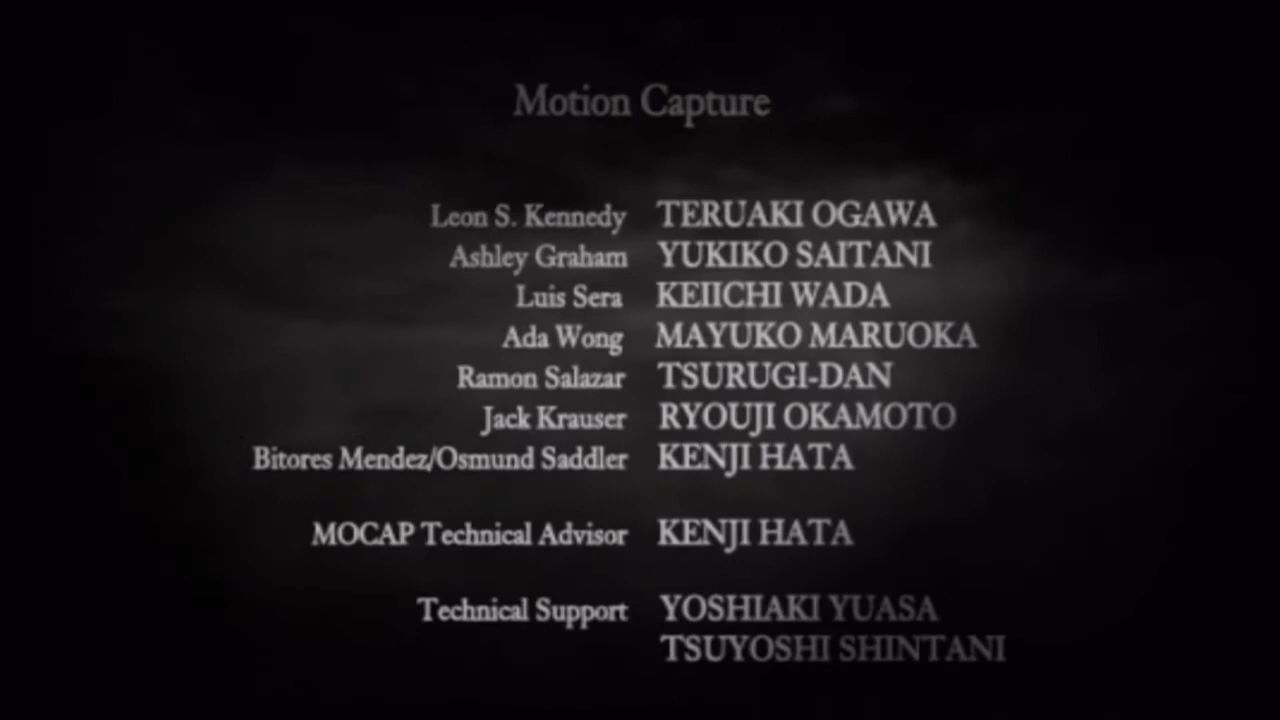 Motion Capture
Leon S. Kennedy TERUAKI OGAWA
Ashley Graham YUKIKO SAITANI
Luis Sera KEIICHI WADA
Ada Wong MAYUKO MARUOKA
Ramon Salazar TSURUGI-DAN
Jack Krauser RYOUJI OKAMOTO
Bitores Mendez/Osmund Saddler KENJI HATA
MOCAP Technical Advisor KENJI HATA
Technical Support YOSHIAKI YUASA
TSUYOSHI SHINTANI